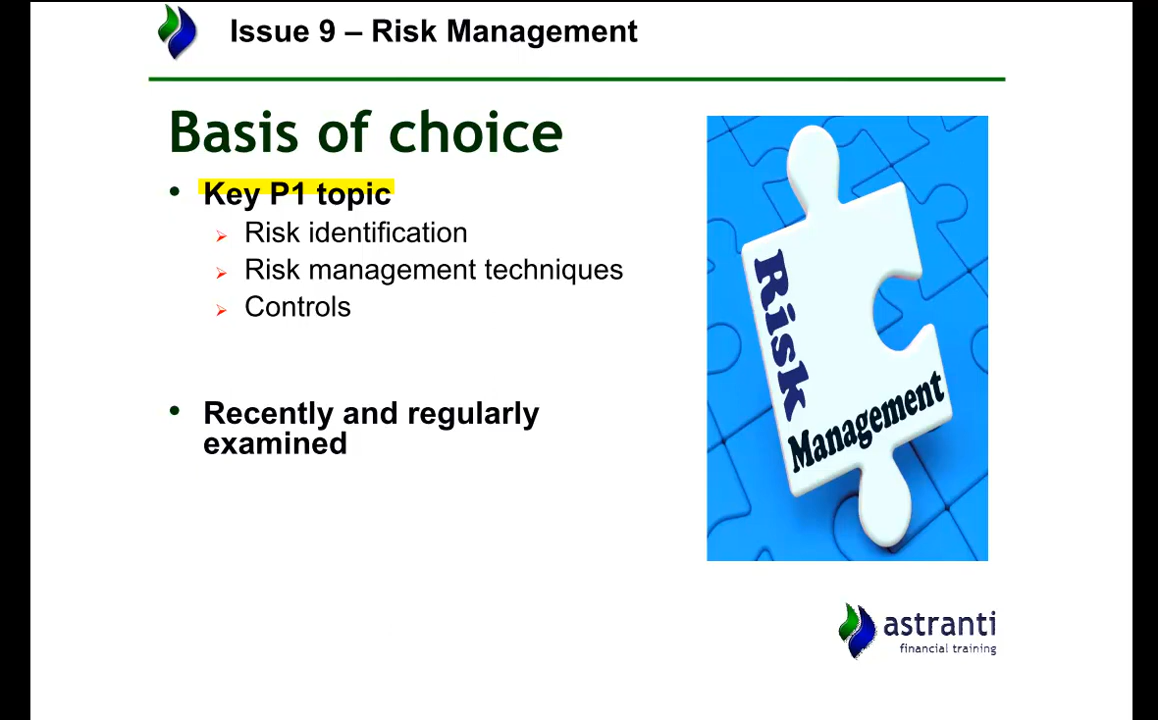 Issue 9 – Risk Management
Basis of choice
• Key P1 topic
➢ Risk identification
➢ Risk management techniques
➢ Controls
• Recently and regularly
examined
Risk
Management
astranti
financial training